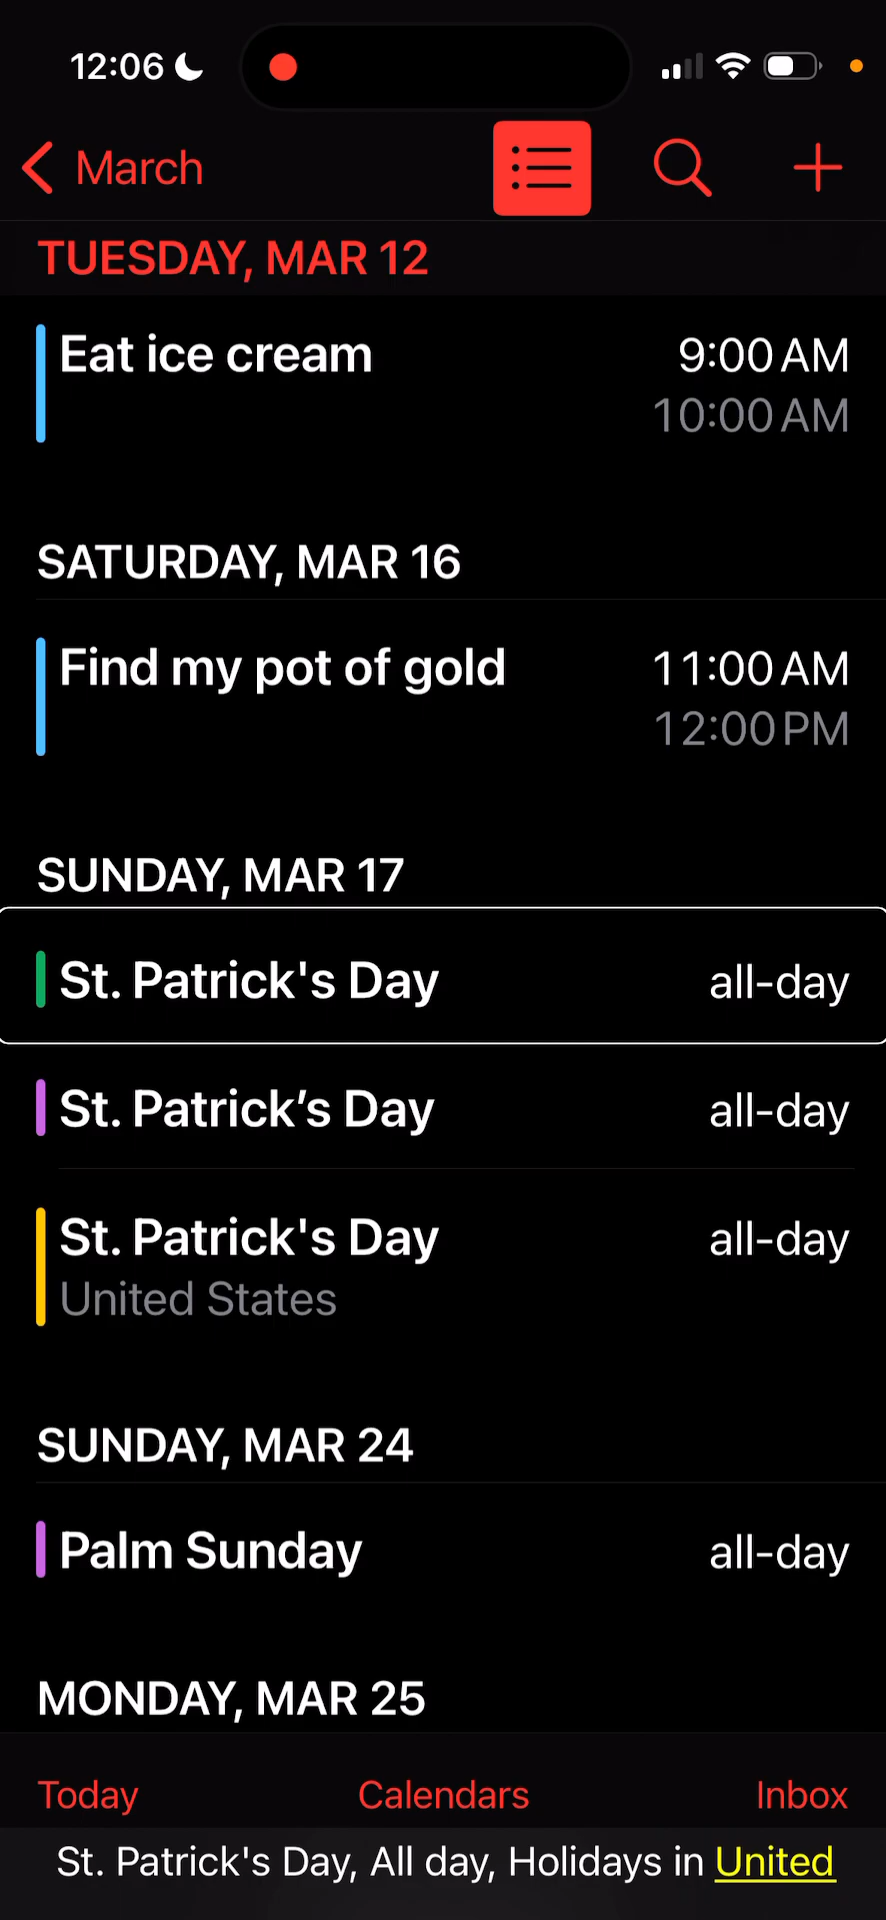 12:06
March
TUESDAY, MAR 12
Eat ice cream 9:00 AM
10:00 AM
SATURDAY, MAR 16
Find my pot of gold 11:00 AM
12:00 PM
SUNDAY, MAR 17
St. Patrick's Day all-day
St. Patrick’s Day all-day
St. Patrick's Day all-day
United States
SUNDAY, MAR 24
Palm Sunday all-day
MONDAY, MAR 25
Today Calendars Inbox
St. Patrick's Day, All day, Holidays in United